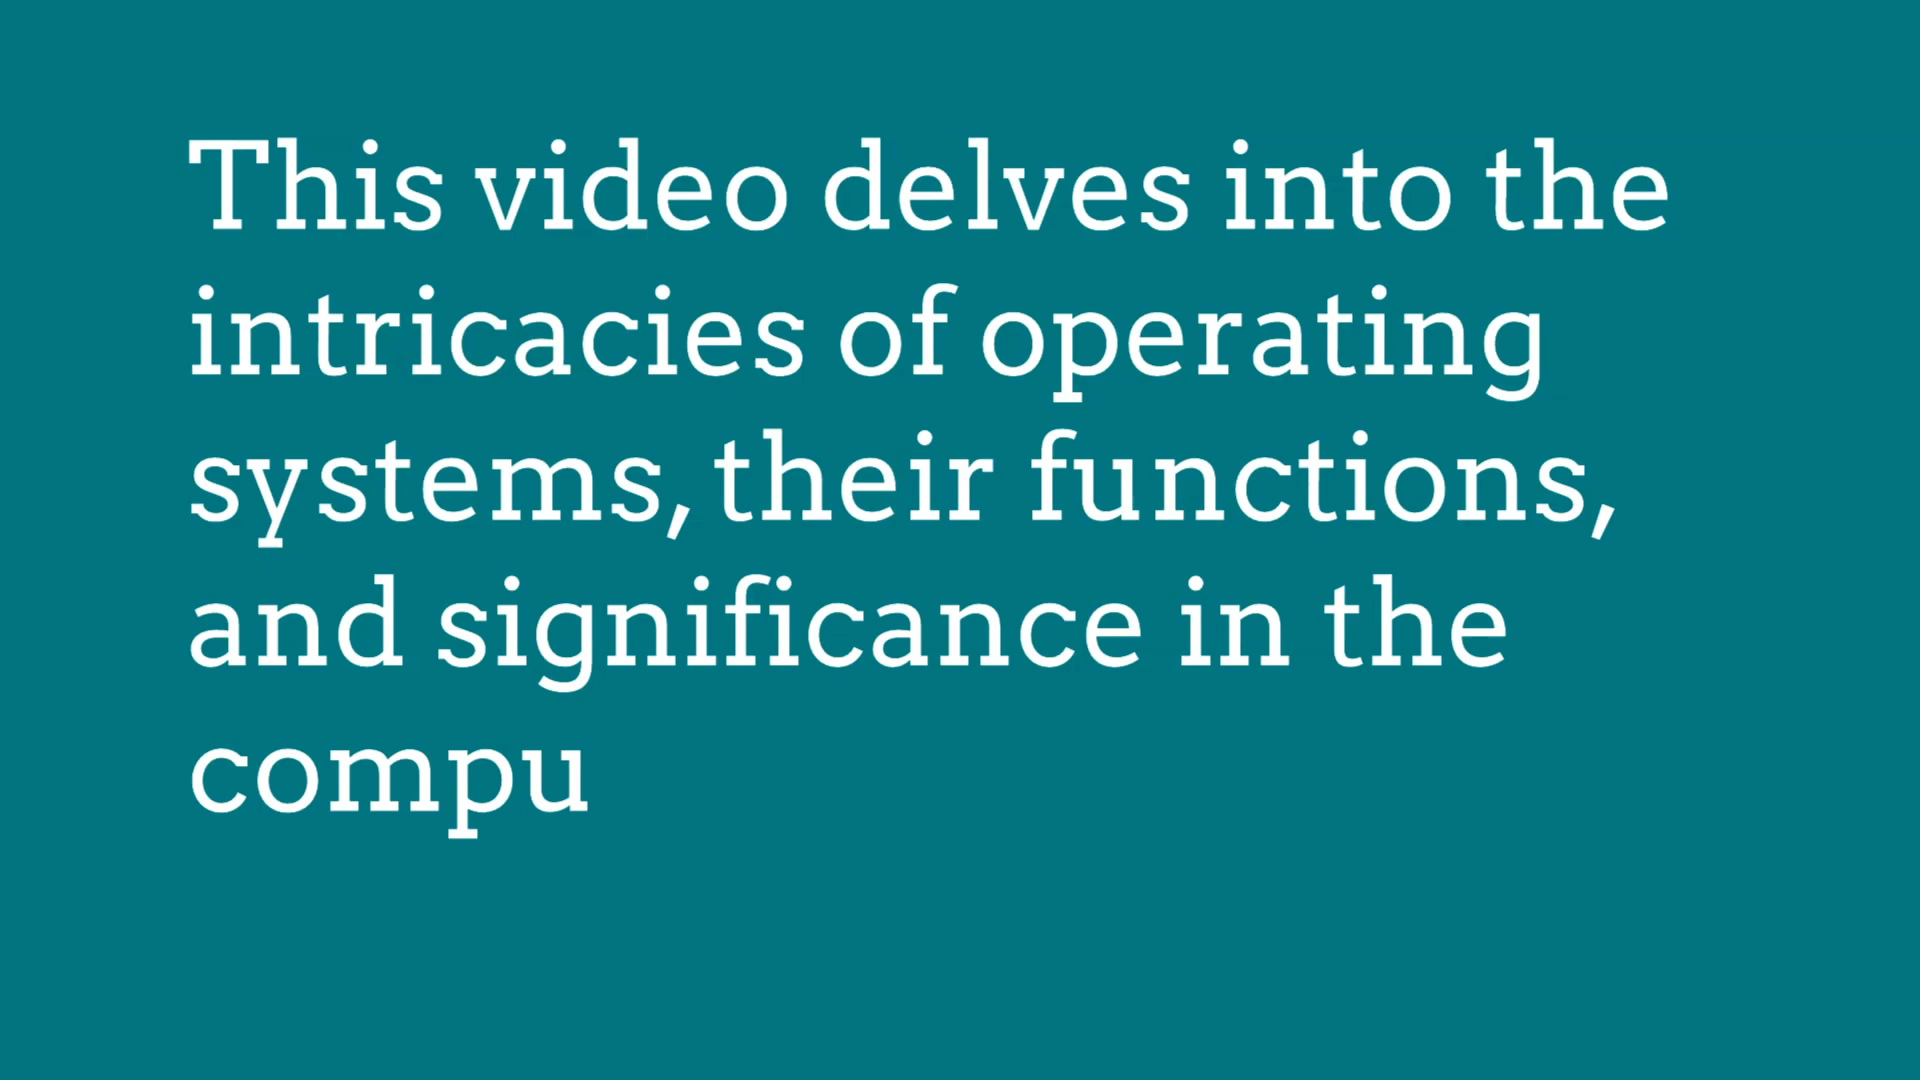 This video delves into the
intricacies of operating
systems, their functions,
and significance in the
compu